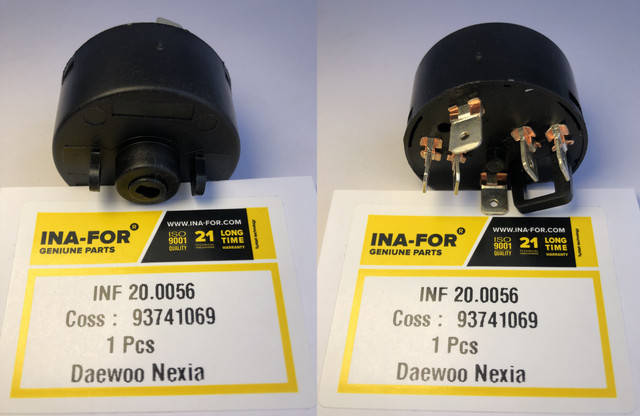 INA-FOR®
GENIUNE PARTS
WWW.INA-FOR.COM
ISO
9001
QUALITY
21
LONG
TIME
WARRANTY
INF 20.0056
Coss : 93741069
1 Pcs
Daewoo Nexia
INA-FOR®
GENIUNE PARTS
WWW.INA-FOR.COM
ISO
9001
QUALITY
21
LONG
TIME
WARRANTY
INF 20.0056
Coss : 93741069
1 Pcs
Daewoo Nexia